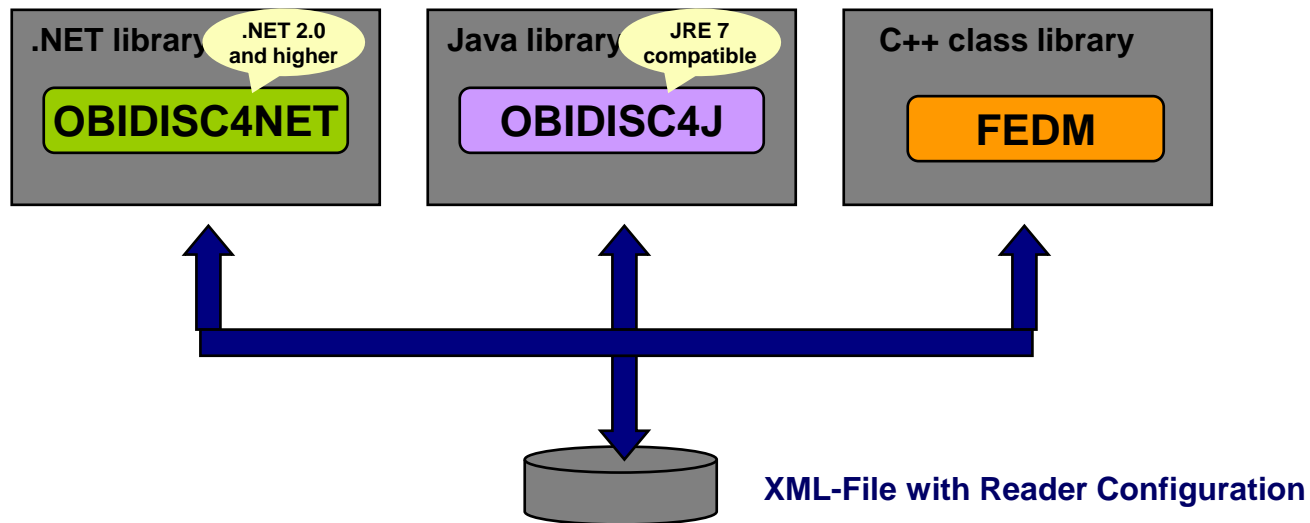 .NET library
.NET 2.0
and higher
OBIDISC4NET
Java library
JRE 7
compatible
OBIDISC4J
C++ class library
FEDM
XML-File with Reader Configuration